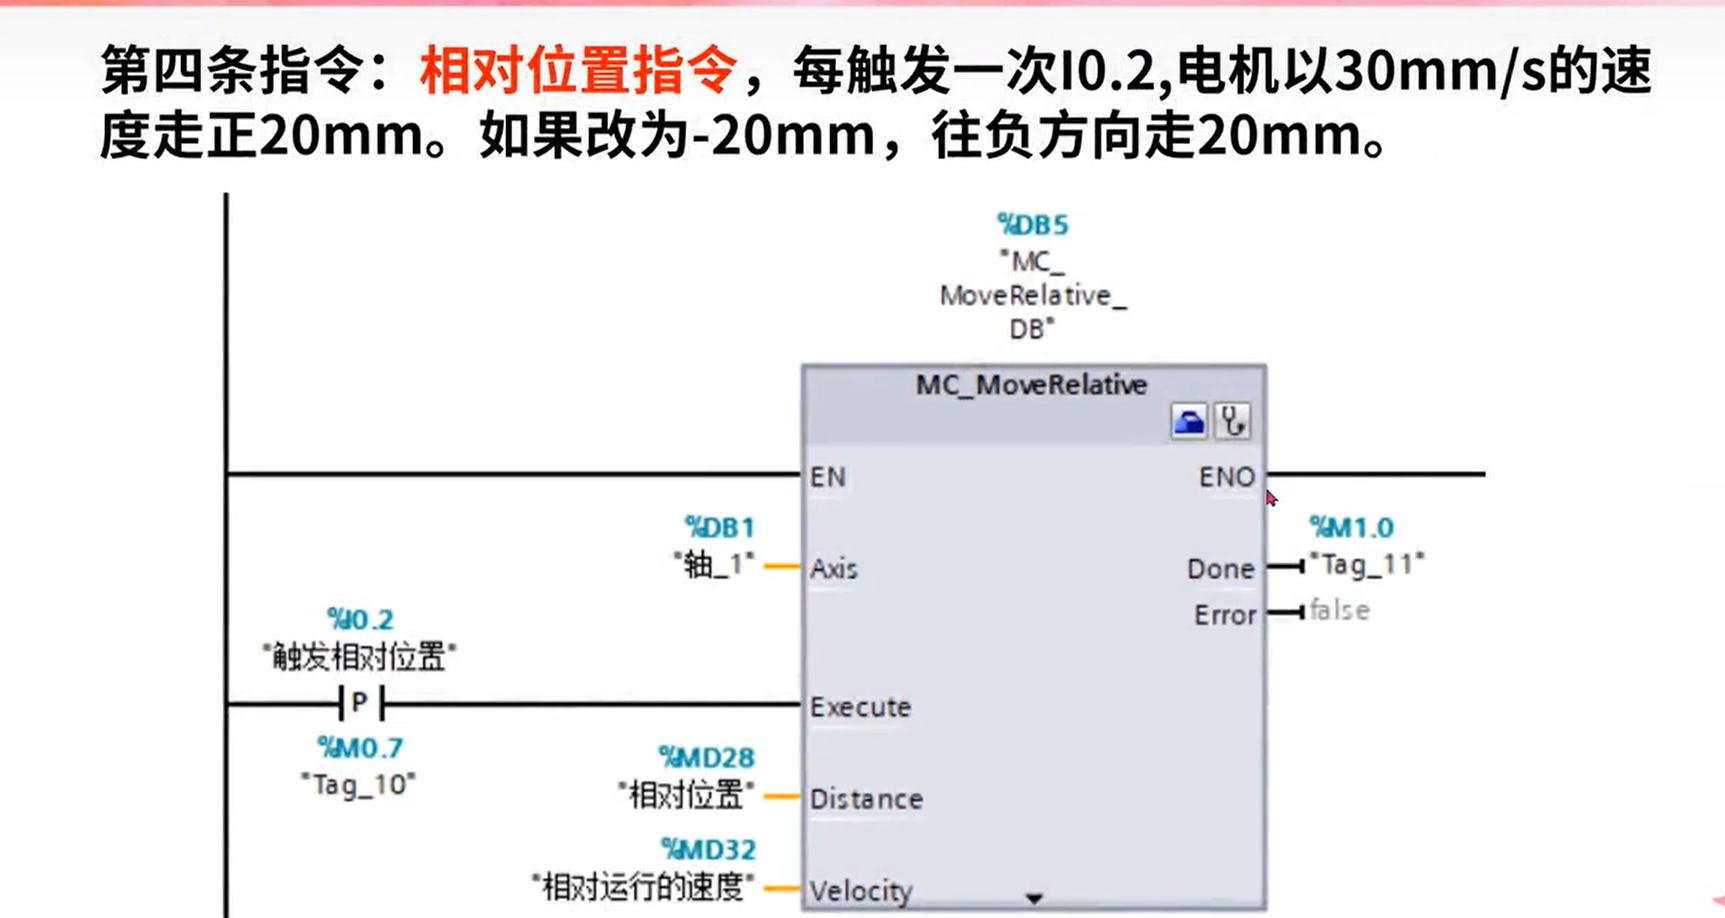 第四条指令：相对位置指令，每触发一次I0.2,电机以30mm/s的速
度走正20mm。如果改为-20mm，往负方向走20mm。
%DB5
"MC_
MoveRelative_
DB"
MC_MoveRelative
EN
ENO
%DB1
"轴_1"
Axis
%M1.0
Done
"Tag_11"
Error
false
%I0.2
"触发相对位置"
P
Execute
%M0.7
"Tag_10"
%MD28
"相对位置"
Distance
%MD32
"相对运行的速度"
Velocity